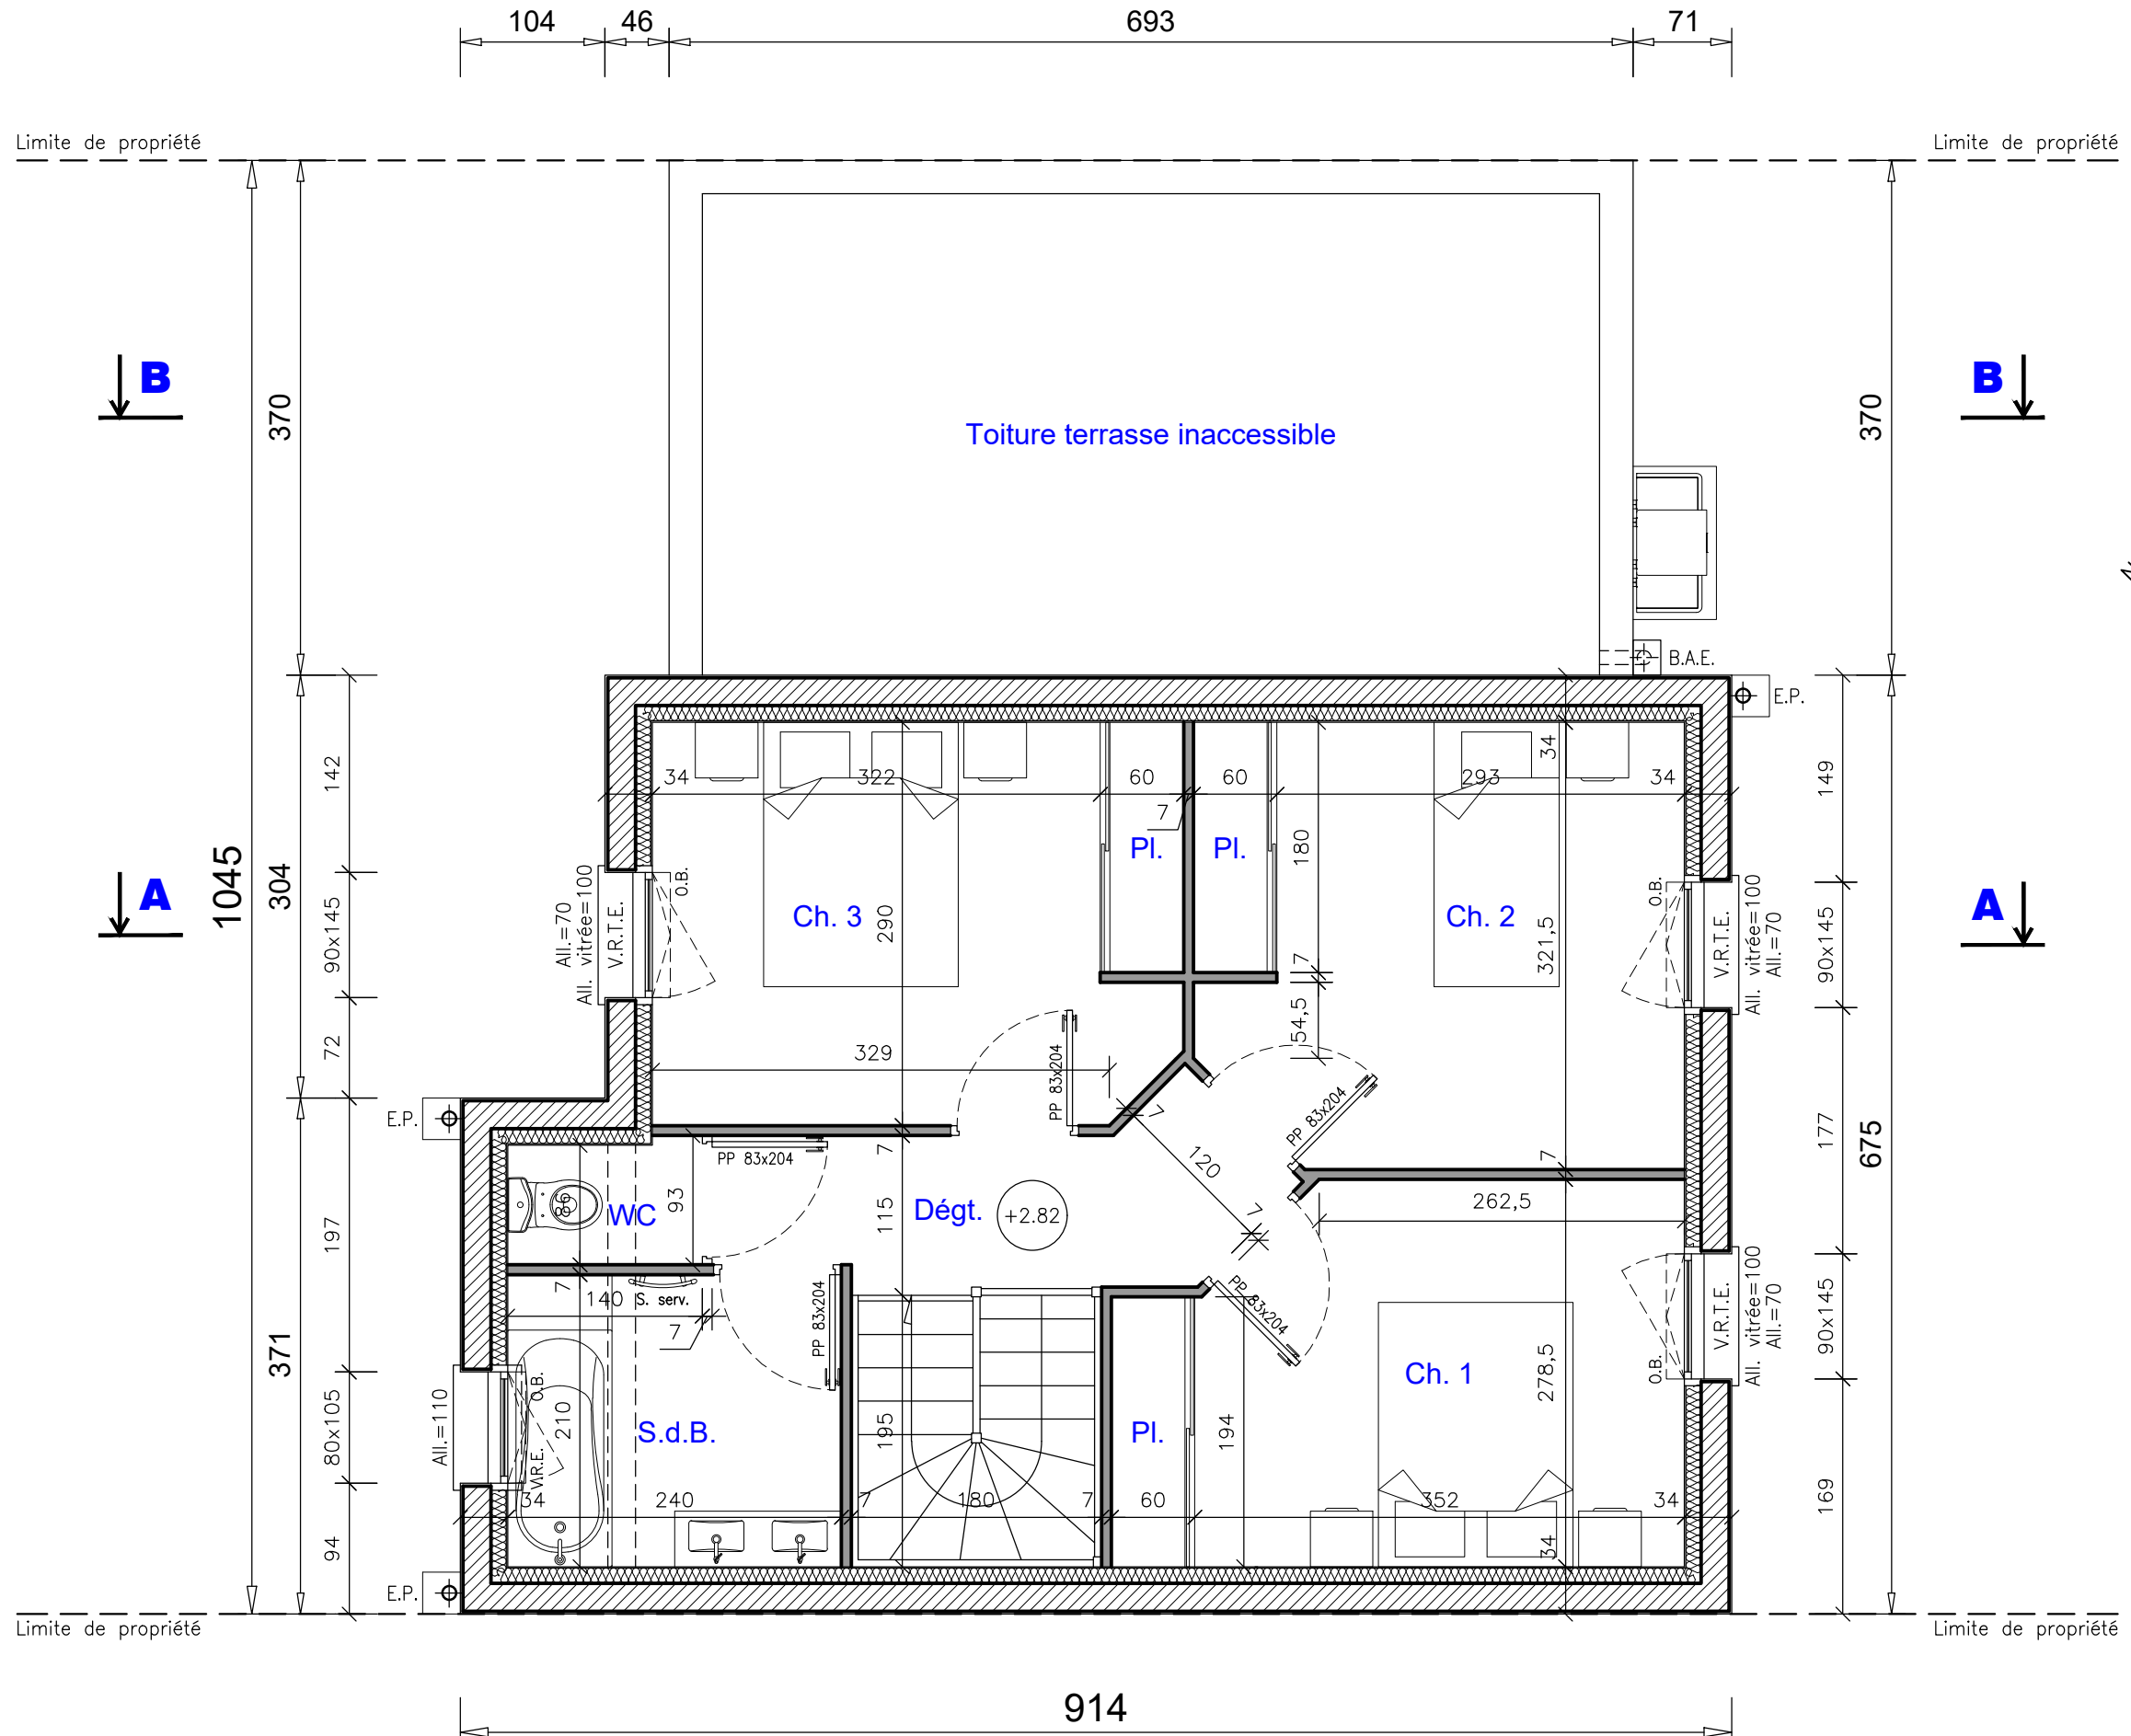 104 46 693 71
Limite de propriété Limite de propriété
B B
370 370
Toiture terrasse inaccessible
B.A.E.
E.P.
34 322 60 60 293 34 34
7
142 149
Pl. Pl. 180
1045
304
A A
All.=70
All. vitrée=100
V.R.T.E.
O.B.
90x145
Ch. 3 290
Ch. 2 321,5
O.B.
V.R.T.E.
All. vitrée=100
All.=70
90x145
7
54,5
72
329
PP 83x204
PP 83x204
E.P.
7
7
7
177
675
PP 83x204
120
197
86
WC 93
115
Dégt. +2.82
7
262,5
7
140 S. serv.
7
PP 83x204
PP 83x204
O.B.
V.R.T.E.
All. vitrée=100
All.=70
90x145
371
All.=110
80x105
O.B.
V.R.E.
210
S.d.B.
195
Pl.
194
Ch. 1 278,5
34 240 7 180 7 60 352 34
94
34
169
E.P.
Limite de propriété Limite de propriété
914